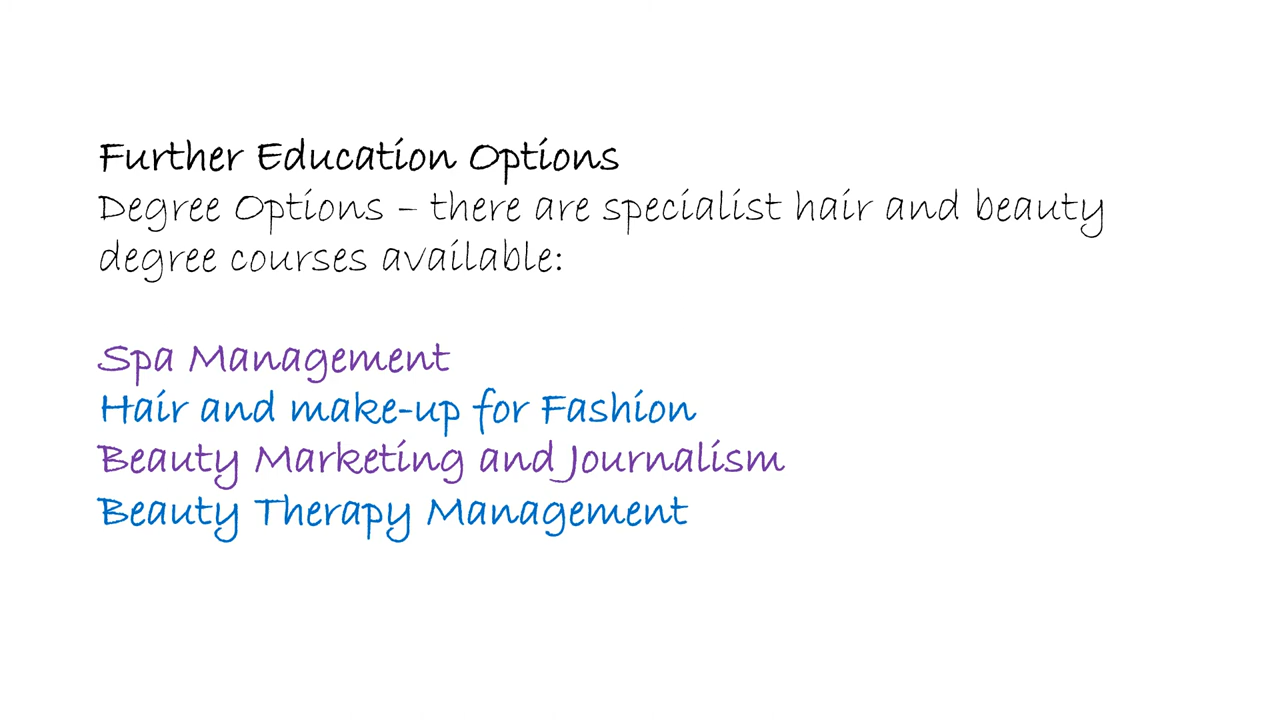 Further Education Options
Degree Options – there are specialist hair and beauty
degree courses available:
Spa Management
Hair and make-up for Fashion
Beauty Marketing and Journalism
Beauty Therapy Management